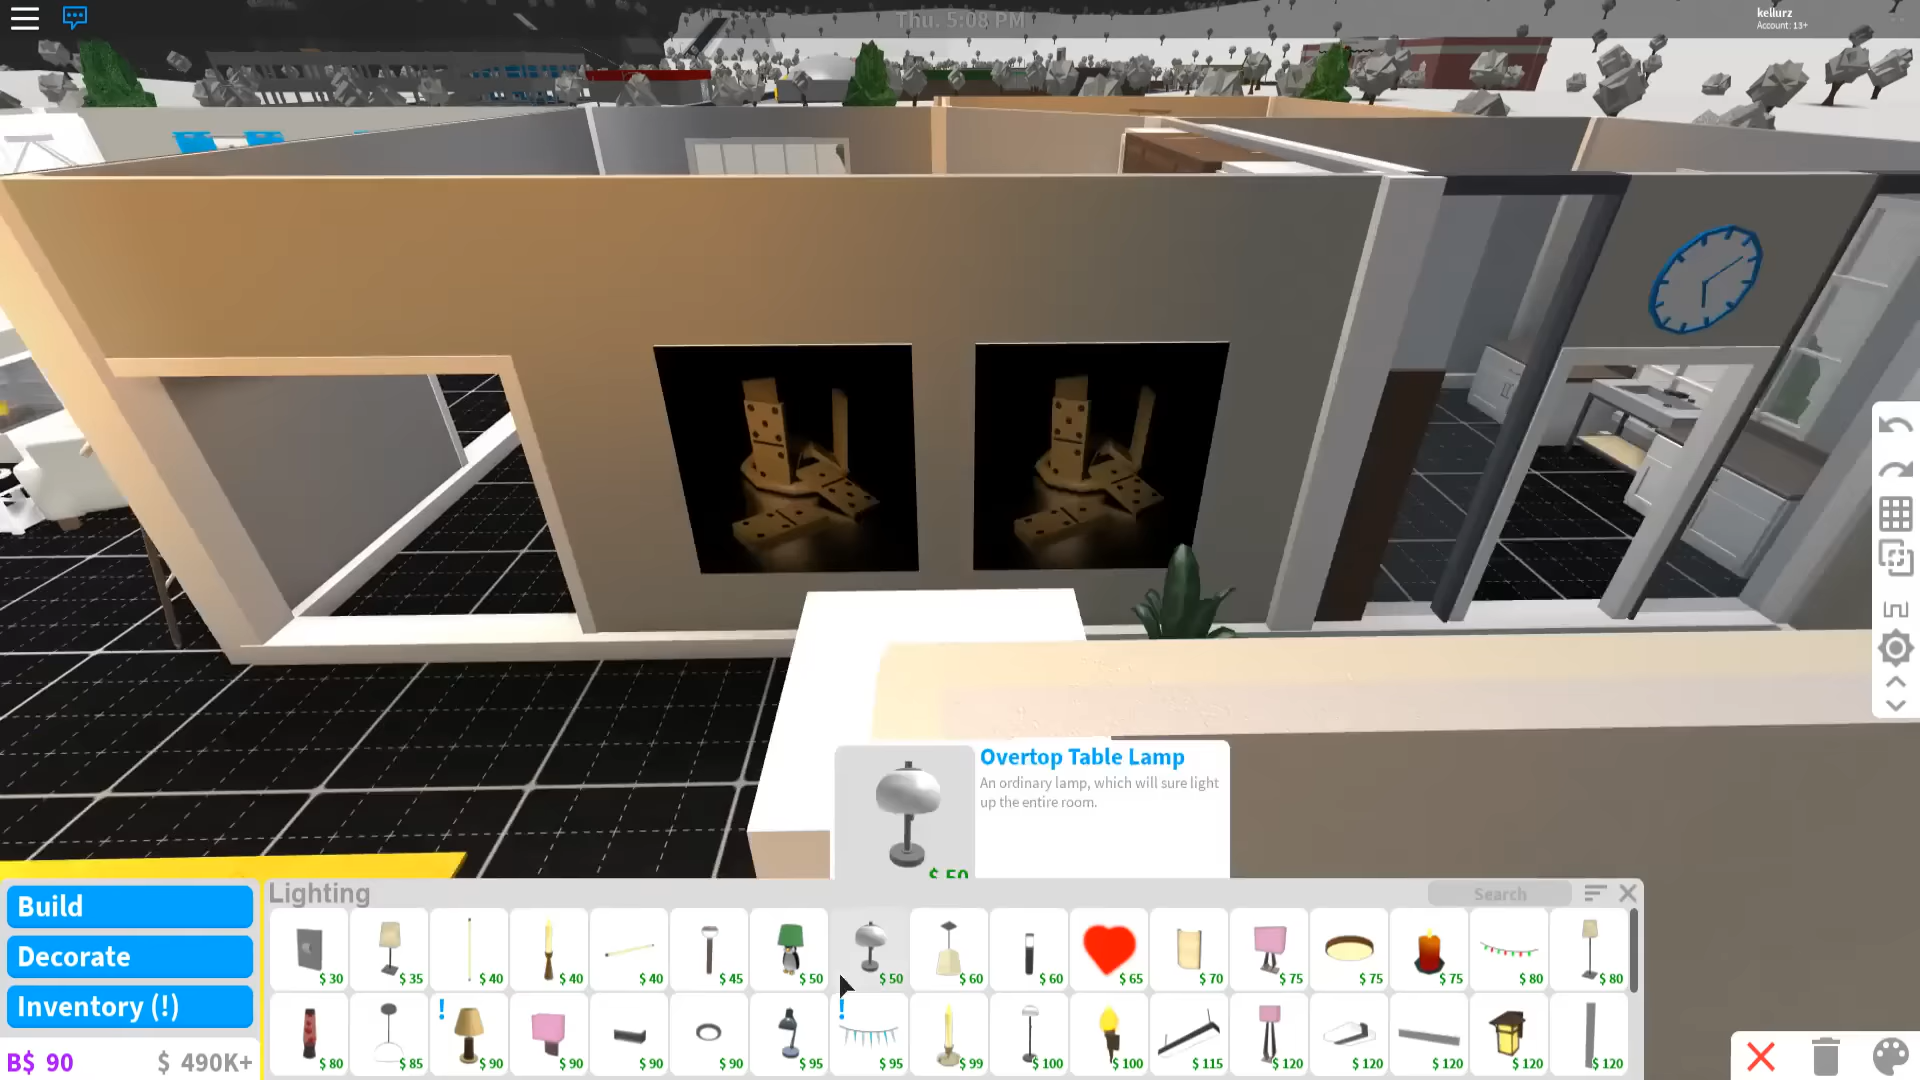 Thu. 5:08 PM
kellurz
Account: 13+
Overtop Table Lamp
An ordinary lamp, which will sure light
up the entire room.
$ 50
Lighting
Search
Build
Decorate
Inventory (!)
B$ 90
$ 490K+
$ 30
$ 35
$ 40
$ 40
$ 40
$ 45
$ 50
$ 50
$ 60
$ 60
$ 65
$ 70
$ 75
$ 75
$ 75
$ 80
$ 80
$ 80
$ 85
!
$ 90
$ 90
$ 90
$ 90
$ 95
!
$ 95
$ 99
$ 100
$ 100
$ 115
$ 120
$ 120
$ 120
$ 120
$ 120